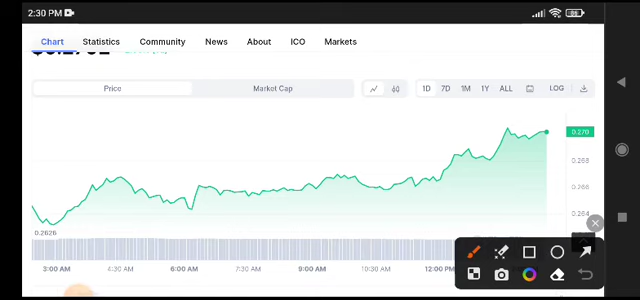 2:30 PM
Chart Statistics Community News About ICO Markets
Price Market Cap 1D 7D 1M 1Y ALL LOG
0.270
0.268
0.266
0.264
0.2626
3:00 AM 4:30 AM 6:00 AM 7:30 AM 9:00 AM 10:30 AM 12:00 PM